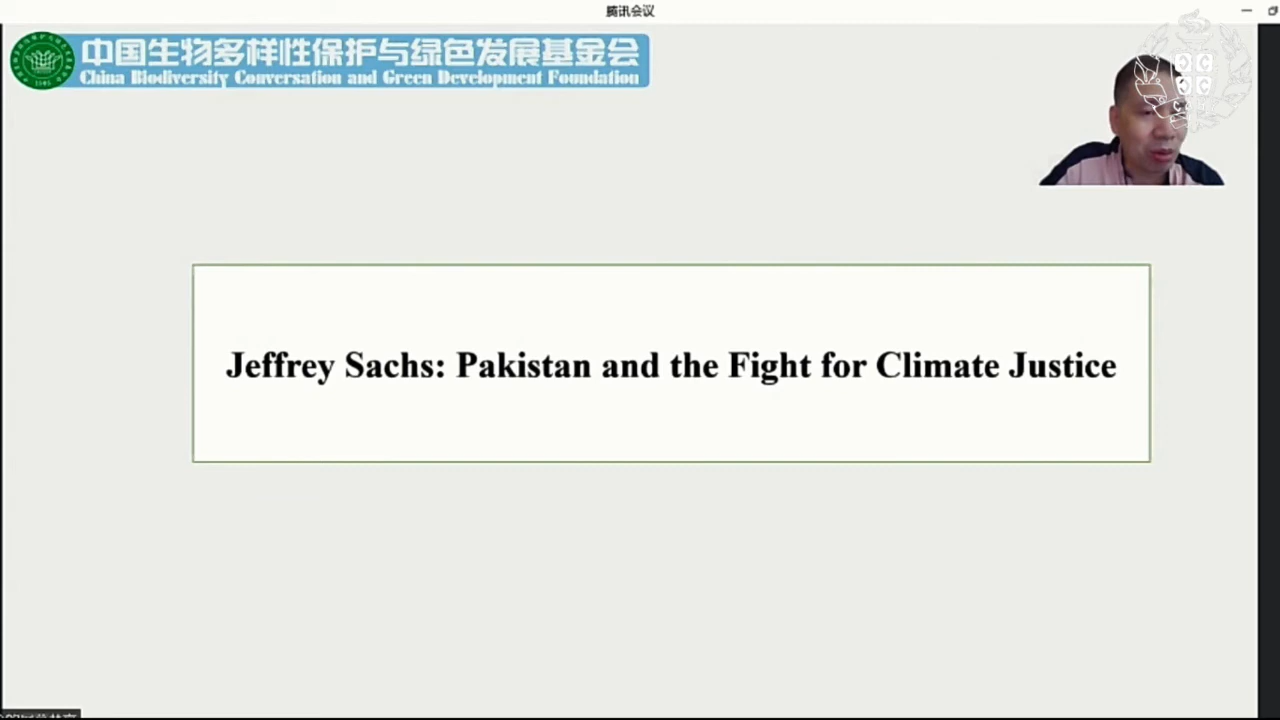 腾讯会议
中国生物多样性保护与绿色发展基金会
China Biodiversity Conversation and Green Development Foundation
Jeffrey Sachs: Pakistan and the Fight for Climate Justice